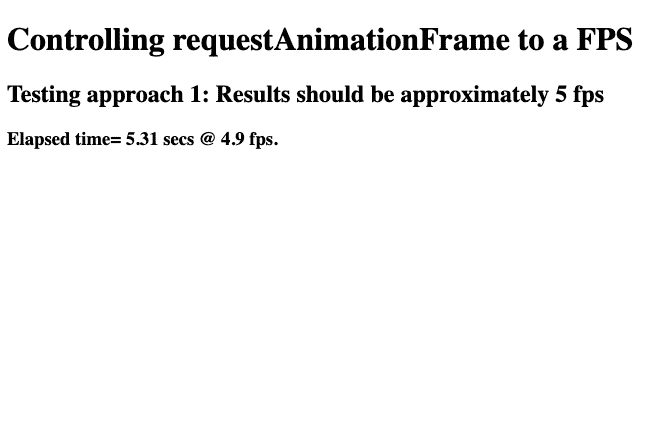 Controlling requestAnimationFrame to a FPS
Testing approach 1: Results should be approximately 5 fps
Elapsed time= 5.31 secs @ 4.9 fps.